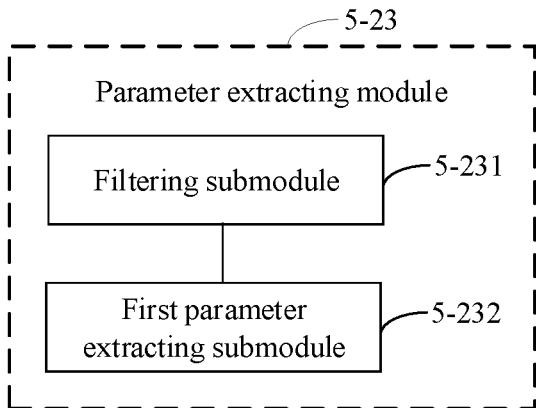 5-23
Parameter extracting module
Filtering submodule
5-231
First parameter
extracting submodule
5-232